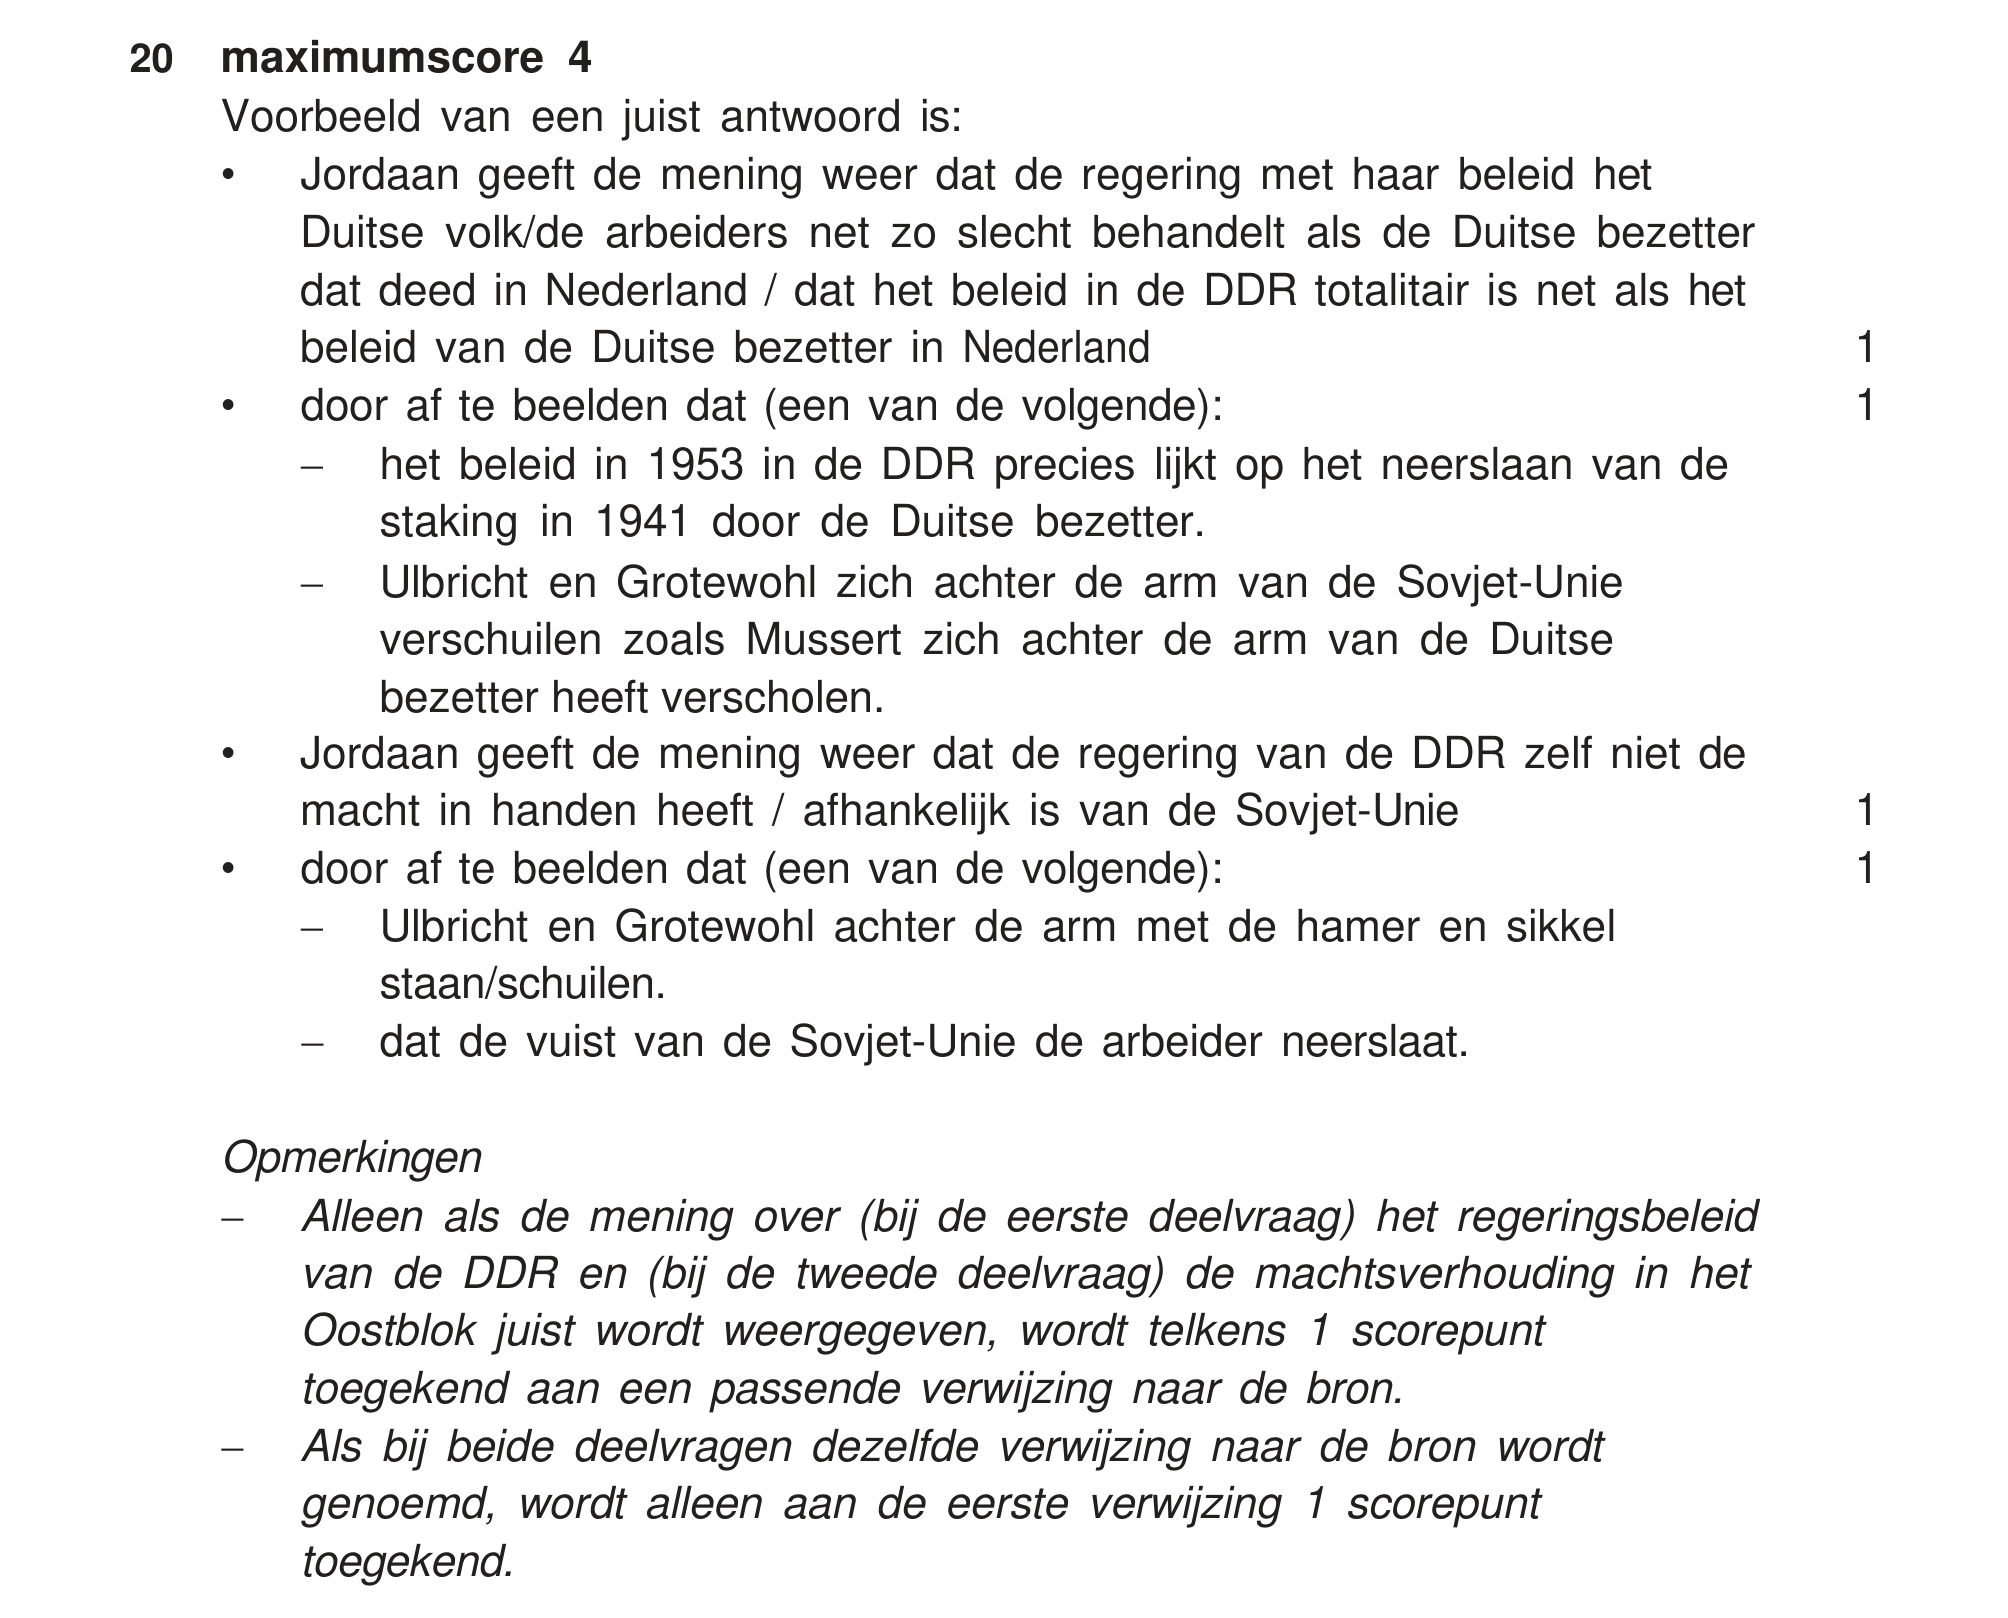 20 maximumscore 4
Voorbeeld van een juist antwoord is:
• Jordaan geeft de mening weer dat de regering met haar beleid het
Duitse volk/de arbeiders net zo slecht behandelt als de Duitse bezetter
dat deed in Nederland / dat het beleid in de DDR totalitair is net als het
beleid van de Duitse bezetter in Nederland 1
• door af te beelden dat (een van de volgende): 1
– het beleid in 1953 in de DDR precies lijkt op het neerslaan van de
staking in 1941 door de Duitse bezetter.
– Ulbricht en Grotewohl zich achter de arm van de Sovjet-Unie
verschuilen zoals Mussert zich achter de arm van de Duitse
bezetter heeft verscholen.
• Jordaan geeft de mening weer dat de regering van de DDR zelf niet de
macht in handen heeft / afhankelijk is van de Sovjet-Unie 1
• door af te beelden dat (een van de volgende): 1
– Ulbricht en Grotewohl achter de arm met de hamer en sikkel
staan/schuilen.
– dat de vuist van de Sovjet-Unie de arbeider neerslaat.
Opmerkingen
– Alleen als de mening over (bij de eerste deelvraag) het regeringsbeleid
van de DDR en (bij de tweede deelvraag) de machtsverhouding in het
Oostblok juist wordt weergegeven, wordt telkens 1 scorepunt
toegekend aan een passende verwijzing naar de bron.
– Als bij beide deelvragen dezelfde verwijzing naar de bron wordt
genoemd, wordt alleen aan de eerste verwijzing 1 scorepunt
toegekend.